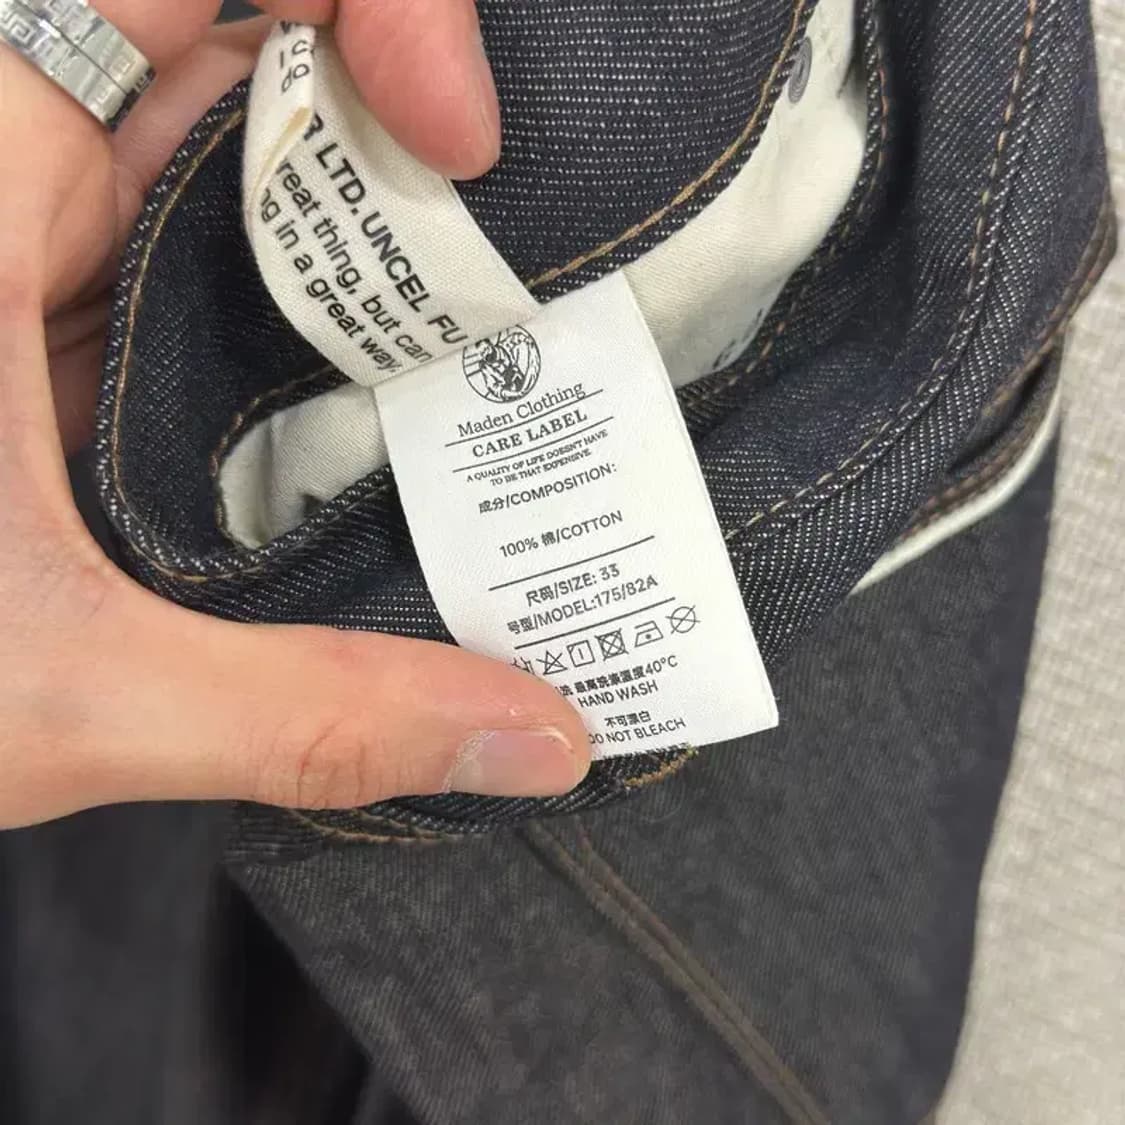 R LTD. UNCEL FU
reat thing, but can
ng in a great way.
Maden Clothing
CARE LABEL
A QUALITY OF LIFE DOESN'T HAVE
TO BE THAT EXPENSIVE.
成分/COMPOSITION:
100% 棉/COTTON
尺码/SIZE: 33
号型/MODEL:175/82A
洗 最高洗涤温度40°C
HAND WASH
不可漂白
DO NOT BLEACH